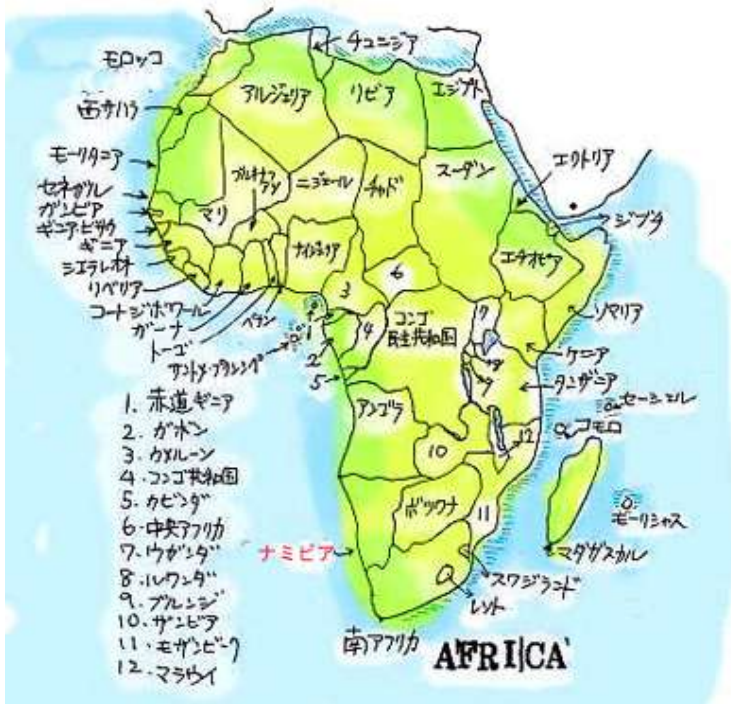 チュニジア
モロッコ
アルジェリア
リビア
エジプト
西サハラ
モーリタニア
ブルキナファソ
ニジェール
チャド
スーダン
エリトリア
セネガル
マリ
ガンビア
ギニア・ビサウ
ジブチ
ギニア
ナイジェリア
エチオピア
シエラレオネ
リベリア
6
3
コートジボワール
ガーナ
ベナン
トーゴ
サントメ・プリンシペ
1
2
4
5
コンゴ
民主共和国
7
8
9
ソマリア
ケニア
タンザニア
セーシェル
コモロ
アンゴラ
12
10
ボツワナ
11
モーリシャス
マダガスカル
ナミビア
スワジランド
レソト
南アフリカ
AFRICA
1. 赤道ギニア
2. ガボン
3. カメルーン
4 コンゴ共和国
5. カビンダ
6・中央アフリカ
7・ウガンダ
8・ルワンダ
9. ブルンジ
10・ザンビア
11・モザンビーク
12・マラウイ